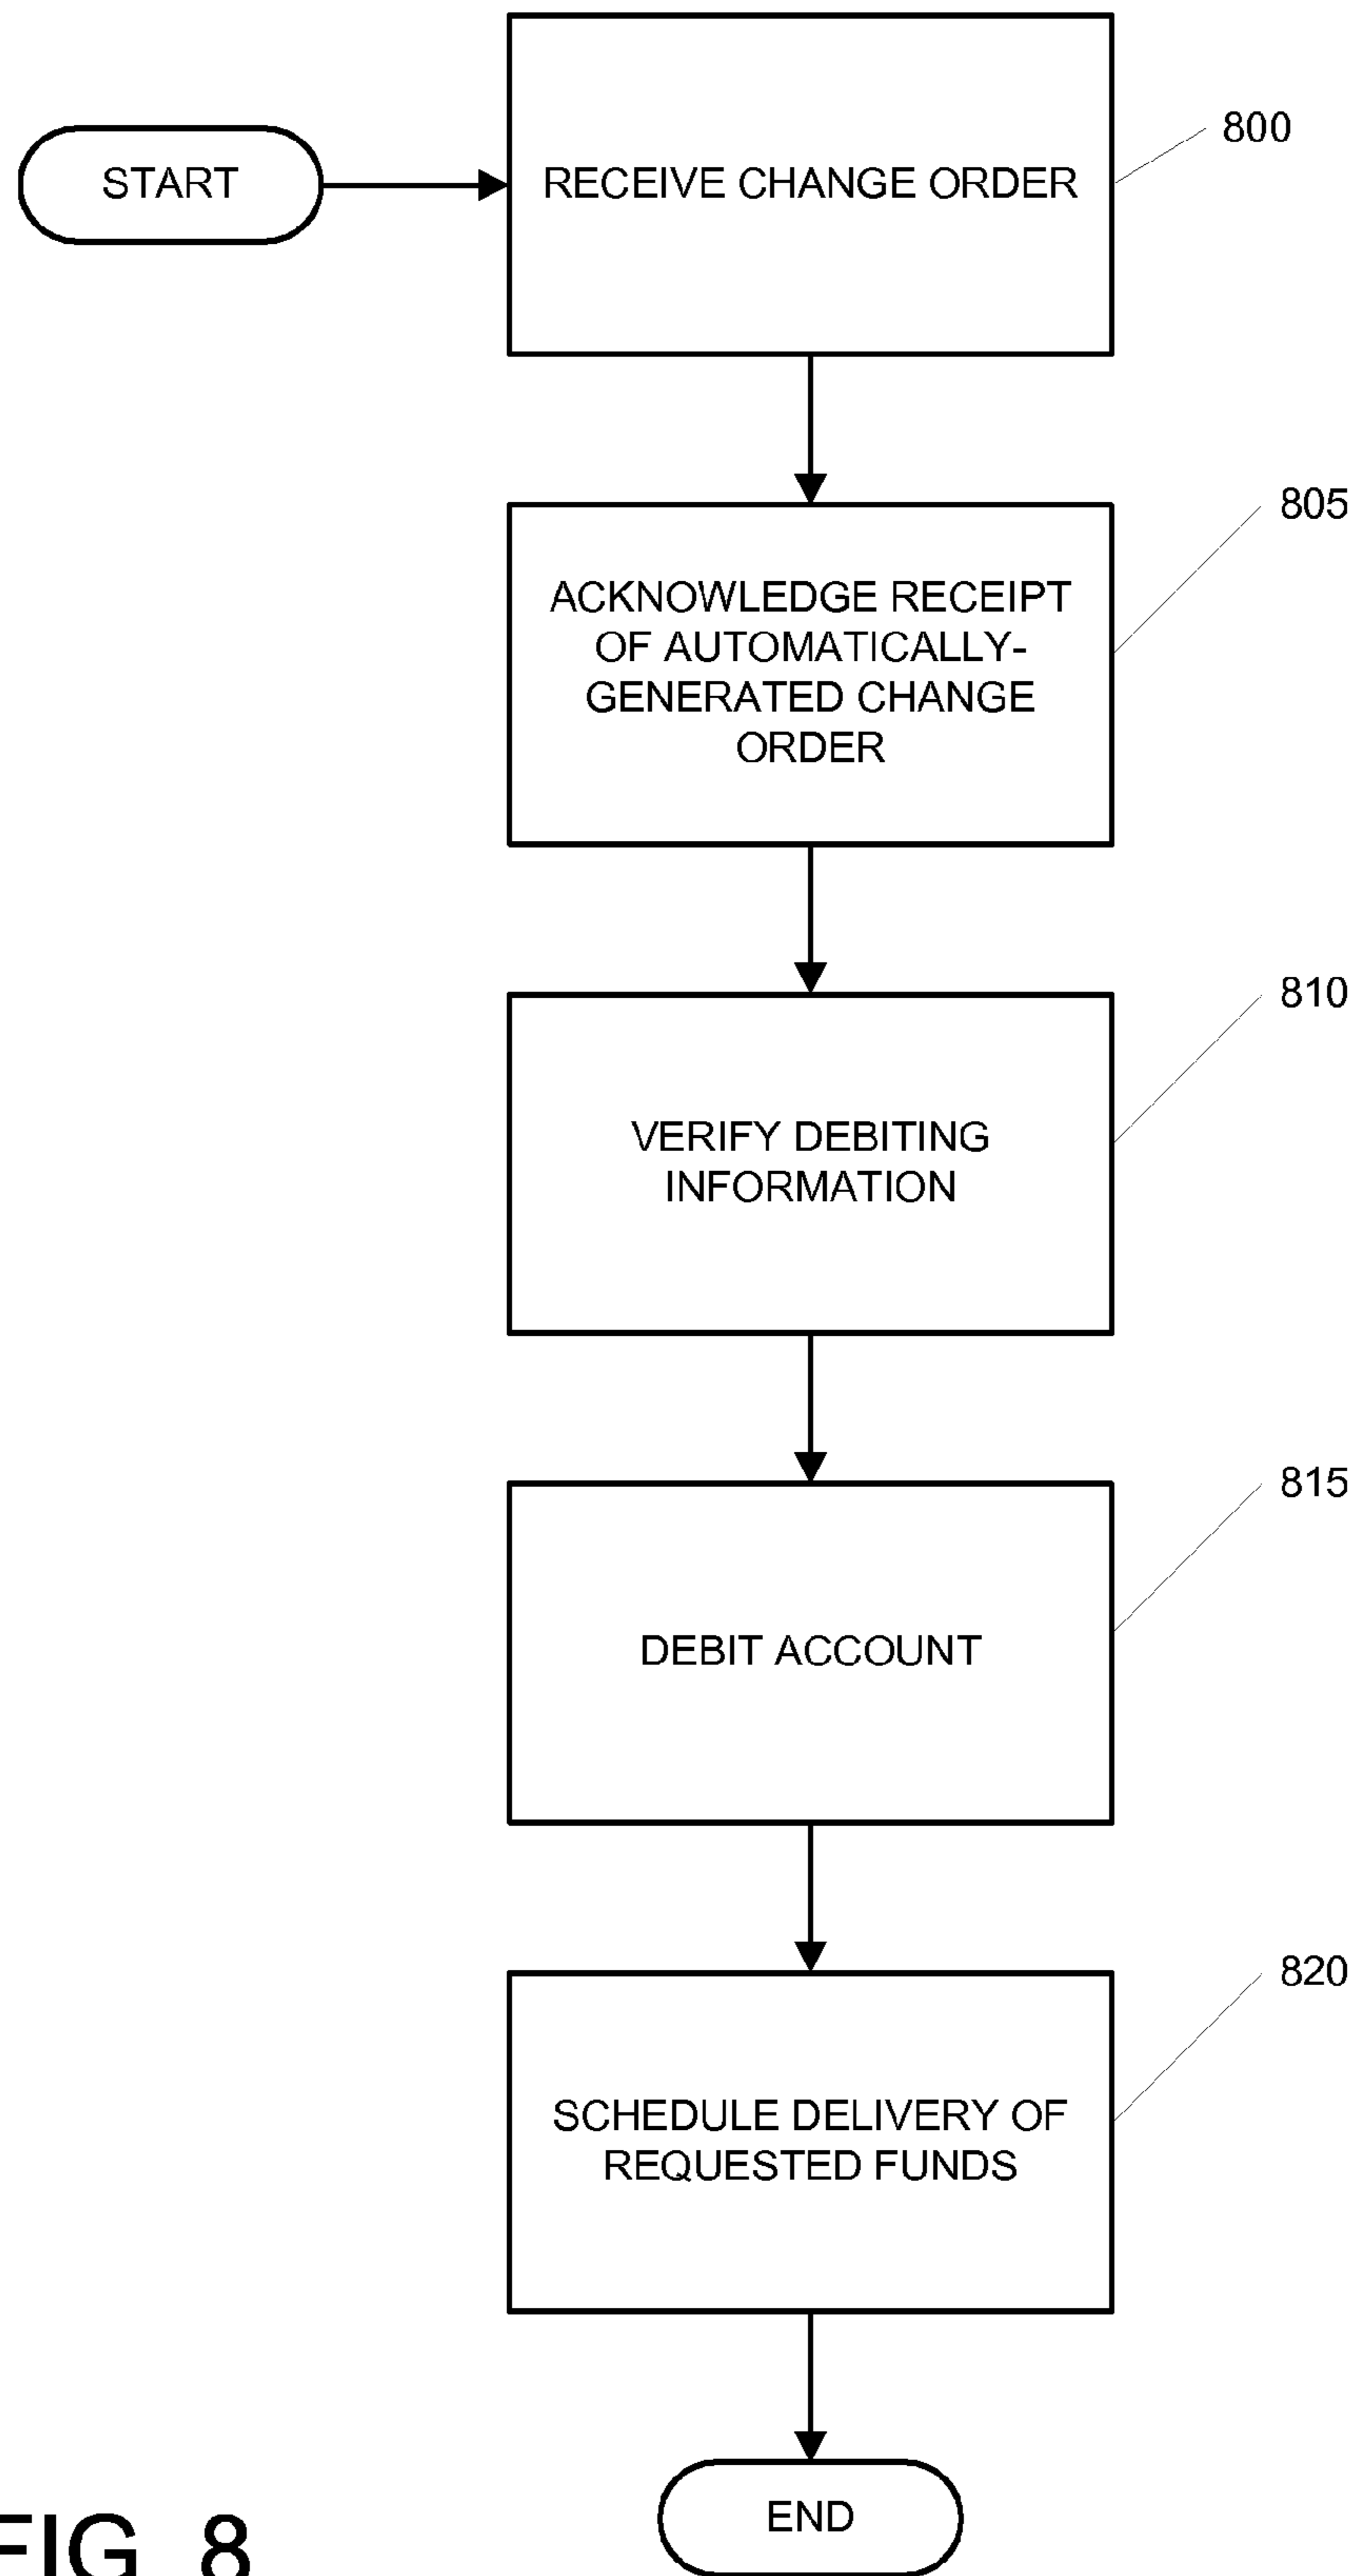 START
RECEIVE CHANGE ORDER
800
805
ACKNOWLEDGE RECEIPT
OF AUTOMATICALLY-
GENERATED CHANGE
ORDER
810
VERIFY DEBITING
INFORMATION
815
DEBIT ACCOUNT
820
SCHEDULE DELIVERY OF
REQUESTED FUNDS
END
FIG. 8